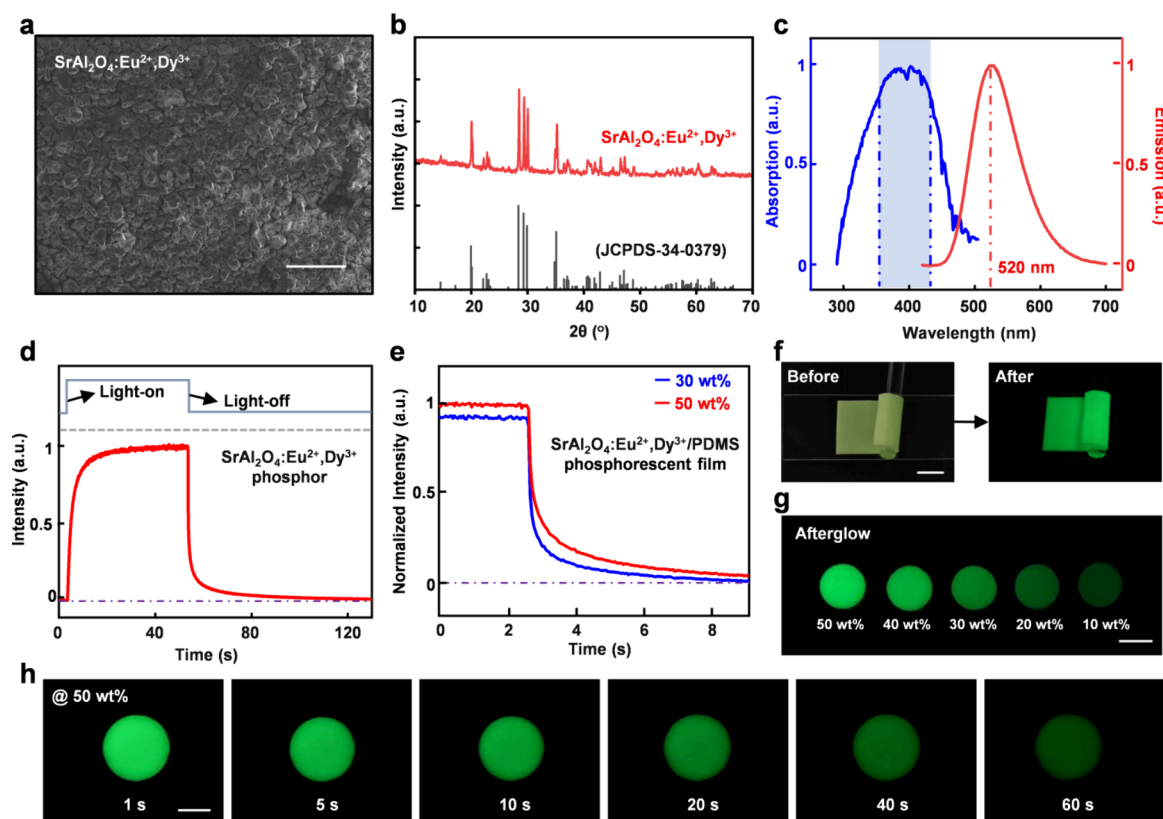 a
SrAl₂O₄:Eu²⁺,Dy³⁺
b
Intensity (a.u.)
SrAl₂O₄:Eu²⁺,Dy³⁺
(JCPDS-34-0379)
10 20 30 40 50 60 70
2θ (°)
c
Absorption (a.u.)
1
0.5
0
520 nm
300 400 500 600 700
Wavelength (nm)
1
0.5
0
Emission (a.u.)
d
Light-on
Light-off
Intensity (a.u.)
1
0.5
0
SrAl₂O₄:Eu²⁺,Dy³⁺
phosphor
0 40 80 120
Time (s)
e
Normalized Intensity (a.u.)
1
0.5
0
30 wt%
50 wt%
SrAl₂O₄:Eu²⁺,Dy³⁺/PDMS
phosphorescent film
0 2 4 6 8
Time (s)
f
Before
After
g
Afterglow
50 wt% 40 wt% 30 wt% 20 wt% 10 wt%
h
@ 50 wt%
1 s
5 s
10 s
20 s
40 s
60 s